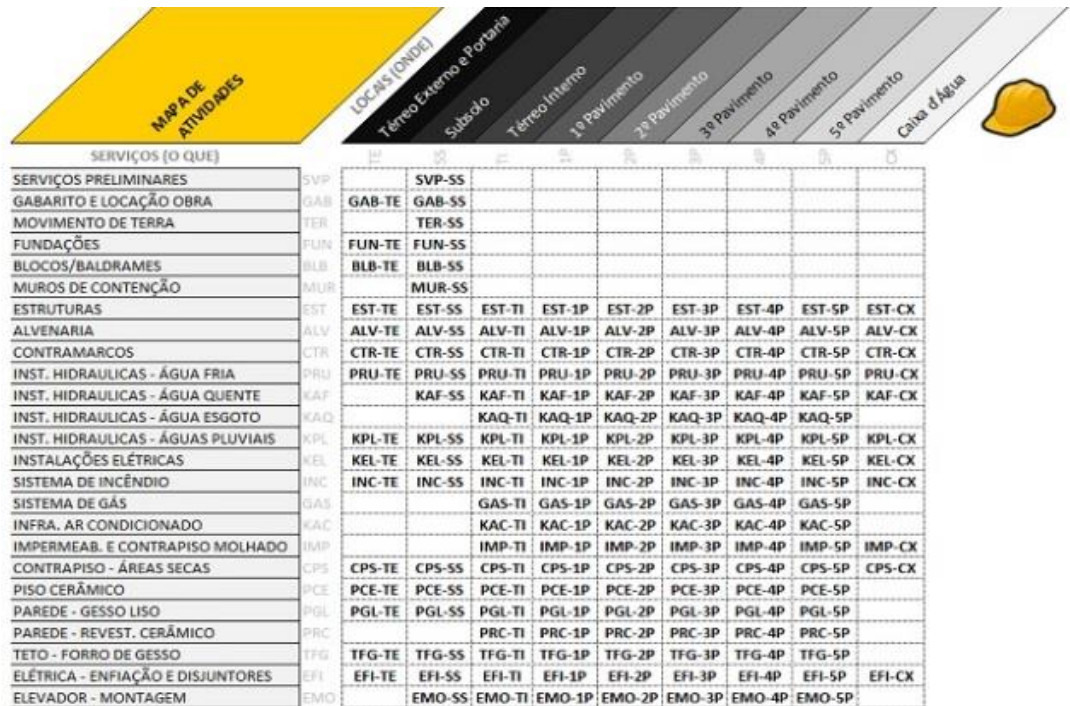 MAPA DE
ATIVIDADES
LOCAIS (ONDE)
Térreo Externo e Portaria
Subsolo
Térreo Interno
1º Pavimento
2º Pavimento
3º Pavimento
4º Pavimento
5º Pavimento
Caixa d'Água
SERVIÇOS (O QUE) TE SS TI 1P 2P 3P 4P 5P CX
SERVIÇOS PRELIMINARES SVP SVP-SS
GABARITO E LOCAÇÃO OBRA GAB GAB-TE GAB-SS
MOVIMENTO DE TERRA TER TER-SS
FUNDAÇÕES FUN FUN-TE FUN-SS
BLOCOS/BALDRAMES BLB BLB-TE BLB-SS
MUROS DE CONTENÇÃO MUR MUR-SS
ESTRUTURAS EST EST-TE EST-SS EST-TI EST-1P EST-2P EST-3P EST-4P EST-5P EST-CX
ALVENARIA ALV ALV-TE ALV-SS ALV-TI ALV-1P ALV-2P ALV-3P ALV-4P ALV-5P ALV-CX
CONTRAMARCOS CTR CTR-TE CTR-SS CTR-TI CTR-1P CTR-2P CTR-3P CTR-4P CTR-5P CTR-CX
INST. HIDRAULICAS - ÁGUA FRIA PRU PRU-TE PRU-SS PRU-TI PRU-1P PRU-2P PRU-3P PRU-4P PRU-5P PRU-CX
INST. HIDRAULICAS - ÁGUA QUENTE KAF KAF-SS KAF-TI KAF-1P KAF-2P KAF-3P KAF-4P KAF-5P KAF-CX
INST. HIDRAULICAS - ÁGUA ESGOTO KAQ KAQ-TI KAQ-1P KAQ-2P KAQ-3P KAQ-4P KAQ-5P
INST. HIDRAULICAS - ÁGUAS PLUVIAIS KPL KPL-TE KPL-SS KPL-TI KPL-1P KPL-2P KPL-3P KPL-4P KPL-5P KPL-CX
INSTALAÇÕES ELÉTRICAS KEL KEL-TE KEL-SS KEL-TI KEL-1P KEL-2P KEL-3P KEL-4P KEL-5P KEL-CX
SISTEMA DE INCÊNDIO INC INC-TE INC-SS INC-TI INC-1P INC-2P INC-3P INC-4P INC-5P INC-CX
SISTEMA DE GÁS GAS GAS-TI GAS-1P GAS-2P GAS-3P GAS-4P GAS-5P
INFRA. AR CONDICIONADO KAC KAC-TI KAC-1P KAC-2P KAC-3P KAC-4P KAC-5P
IMPERMEAB. E CONTRAPISO MOLHADO IMP IMP-TI IMP-1P IMP-2P IMP-3P IMP-4P IMP-5P IMP-CX
CONTRAPISO - ÁREAS SECAS CPS CPS-TE CPS-SS CPS-TI CPS-1P CPS-2P CPS-3P CPS-4P CPS-5P CPS-CX
PISO CERÂMICO PCE PCE-TE PCE-SS PCE-TI PCE-1P PCE-2P PCE-3P PCE-4P PCE-5P
PAREDE - GESSO LISO PGL PGL-TE PGL-SS PGL-TI PGL-1P PGL-2P PGL-3P PGL-4P PGL-5P
PAREDE - REVEST. CERÂMICO PRC PRC-TI PRC-1P PRC-2P PRC-3P PRC-4P PRC-5P
TETO - FORRO DE GESSO TFG TFG-TE TFG-SS TFG-TI TFG-1P TFG-2P TFG-3P TFG-4P TFG-5P
ELÉTRICA - ENFIAÇÃO E DISJUNTORES EFI EFI-TE EFI-SS EFI-TI EFI-1P EFI-2P EFI-3P EFI-4P EFI-5P EFI-CX
ELEVADOR - MONTAGEM EMO EMO-SS EMO-TI EMO-1P EMO-2P EMO-3P EMO-4P EMO-5P